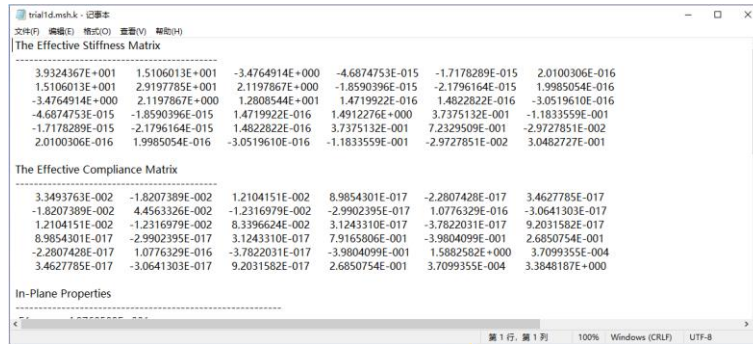 trial1d.msh.k - 记事本
文件(F) 编辑(E) 格式(O) 查看(V) 帮助(H)
The Effective Stiffness Matrix
3.9324367E+001 1.5106013E+001 -3.4764914E+000 -4.6874753E-015 -1.7178289E-015 2.0100306E-016
1.5106013E+001 2.9197785E+001 2.1197867E+000 -1.8590396E-015 -2.1796164E-015 1.9985054E-016
-3.4764914E+000 2.1197867E+000 1.2808544E+001 1.4719922E-016 1.4822822E-016 -3.0519610E-016
-4.6874753E-015 -1.8590396E-015 1.4719922E-016 1.4912276E+000 3.7375132E-001 -1.1833559E-001
-1.7178289E-015 -2.1796164E-015 1.4822822E-016 3.7375132E-001 7.2329509E-001 -2.9727851E-002
2.0100306E-016 1.9985054E-016 -3.0519610E-016 -1.1833559E-001 -2.9727851E-002 3.0482727E-001
The Effective Compliance Matrix
3.3493763E-002 -1.8207389E-002 1.2104151E-002 8.9854301E-017 -2.2807428E-017 3.4627785E-017
-1.8207389E-002 4.4563326E-002 -1.2316979E-002 -2.9902395E-017 1.0776329E-016 -3.0641303E-017
1.2104151E-002 -1.2316979E-002 8.3396624E-002 3.1243310E-017 -3.7822031E-017 9.2031582E-017
8.9854301E-017 -2.9902395E-017 3.1243310E-017 7.9165806E-001 -3.9804099E-001 2.6850754E-001
-2.2807428E-017 1.0776329E-016 -3.7822031E-017 -3.9804099E-001 1.5882582E+000 3.7099355E-004
3.4627785E-017 -3.0641303E-017 9.2031582E-017 2.6850754E-001 3.7099355E-004 3.3848187E+000
In-Plane Properties
第 1 行, 第 1 列 100% Windows (CRLF) UTF-8